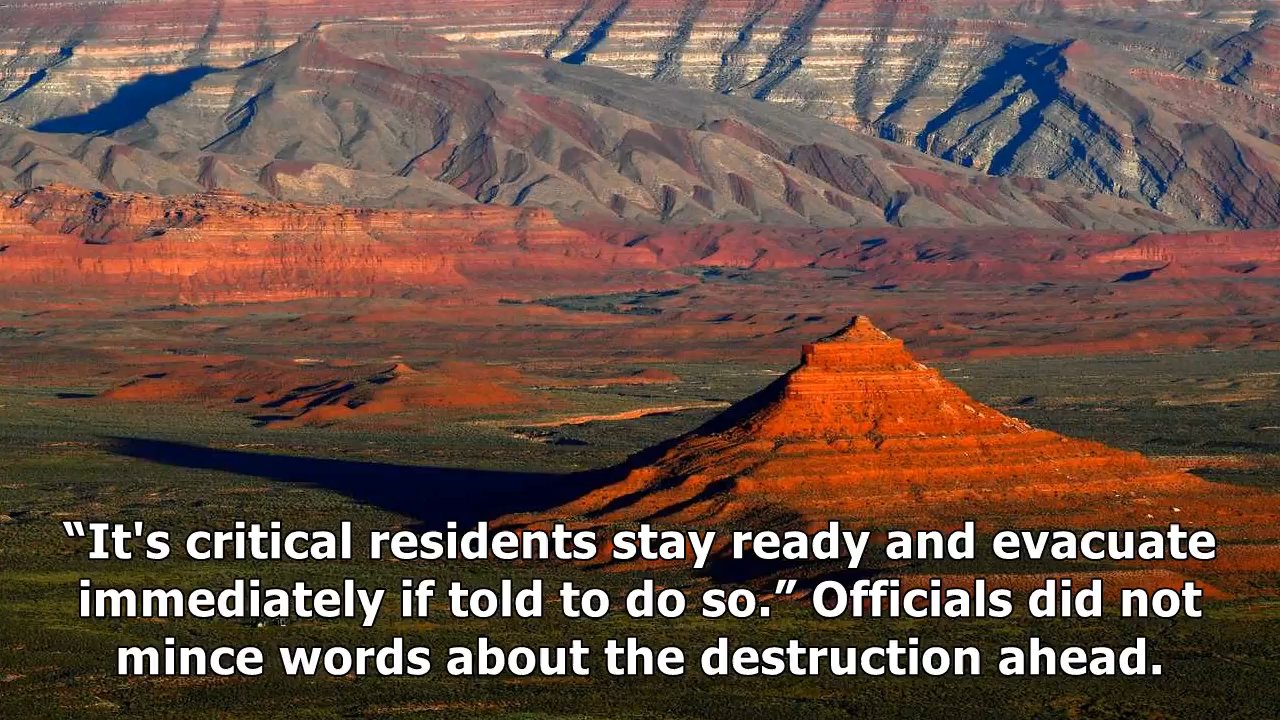 “It's critical residents stay ready and evacuate
immediately if told to do so.” Officials did not
mince words about the destruction ahead.